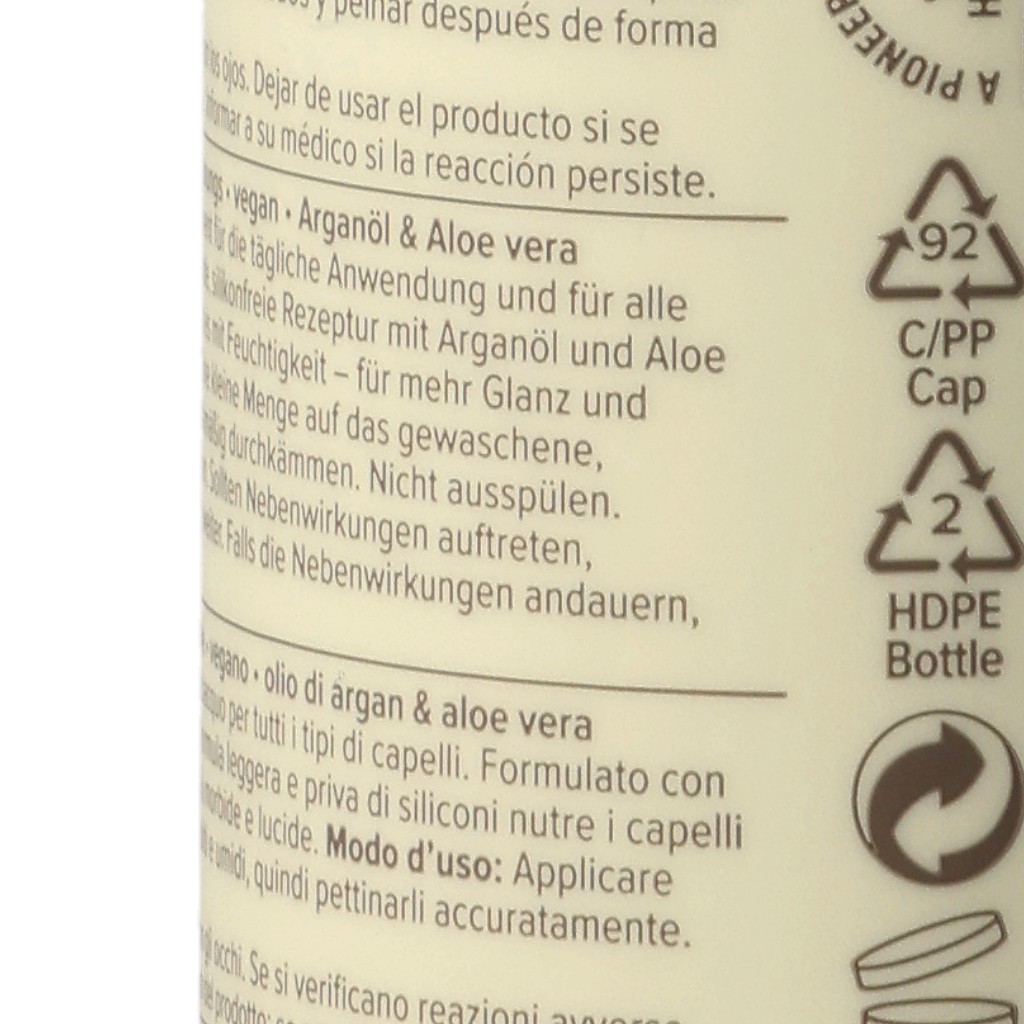 y peinar después de forma
los ojos. Dejar de usar el producto si se
a su médico si la reacción persiste.
· vegan · Arganöl & Aloe vera
für die tägliche Anwendung und für alle
silikonfreie Rezeptur mit Arganöl und Aloe
mit Feuchtigkeit – für mehr Glanz und
kleine Menge auf das gewaschene,
durchkämmen. Nicht ausspülen.
Sollten Nebenwirkungen auftreten,
Falls die Nebenwirkungen andauern,
· vegano · olio di argan & aloe vera
per tutti i tipi di capelli. Formulato con
leggera e priva di siliconi nutre i capelli
morbide e lucide. Modo d'uso: Applicare
e umidi, quindi pettinarli accuratamente.
occhi. Se si verificano reazioni avverse
prodotto;
A PIONEER
92
C/PP
Cap
2
HDPE
Bottle